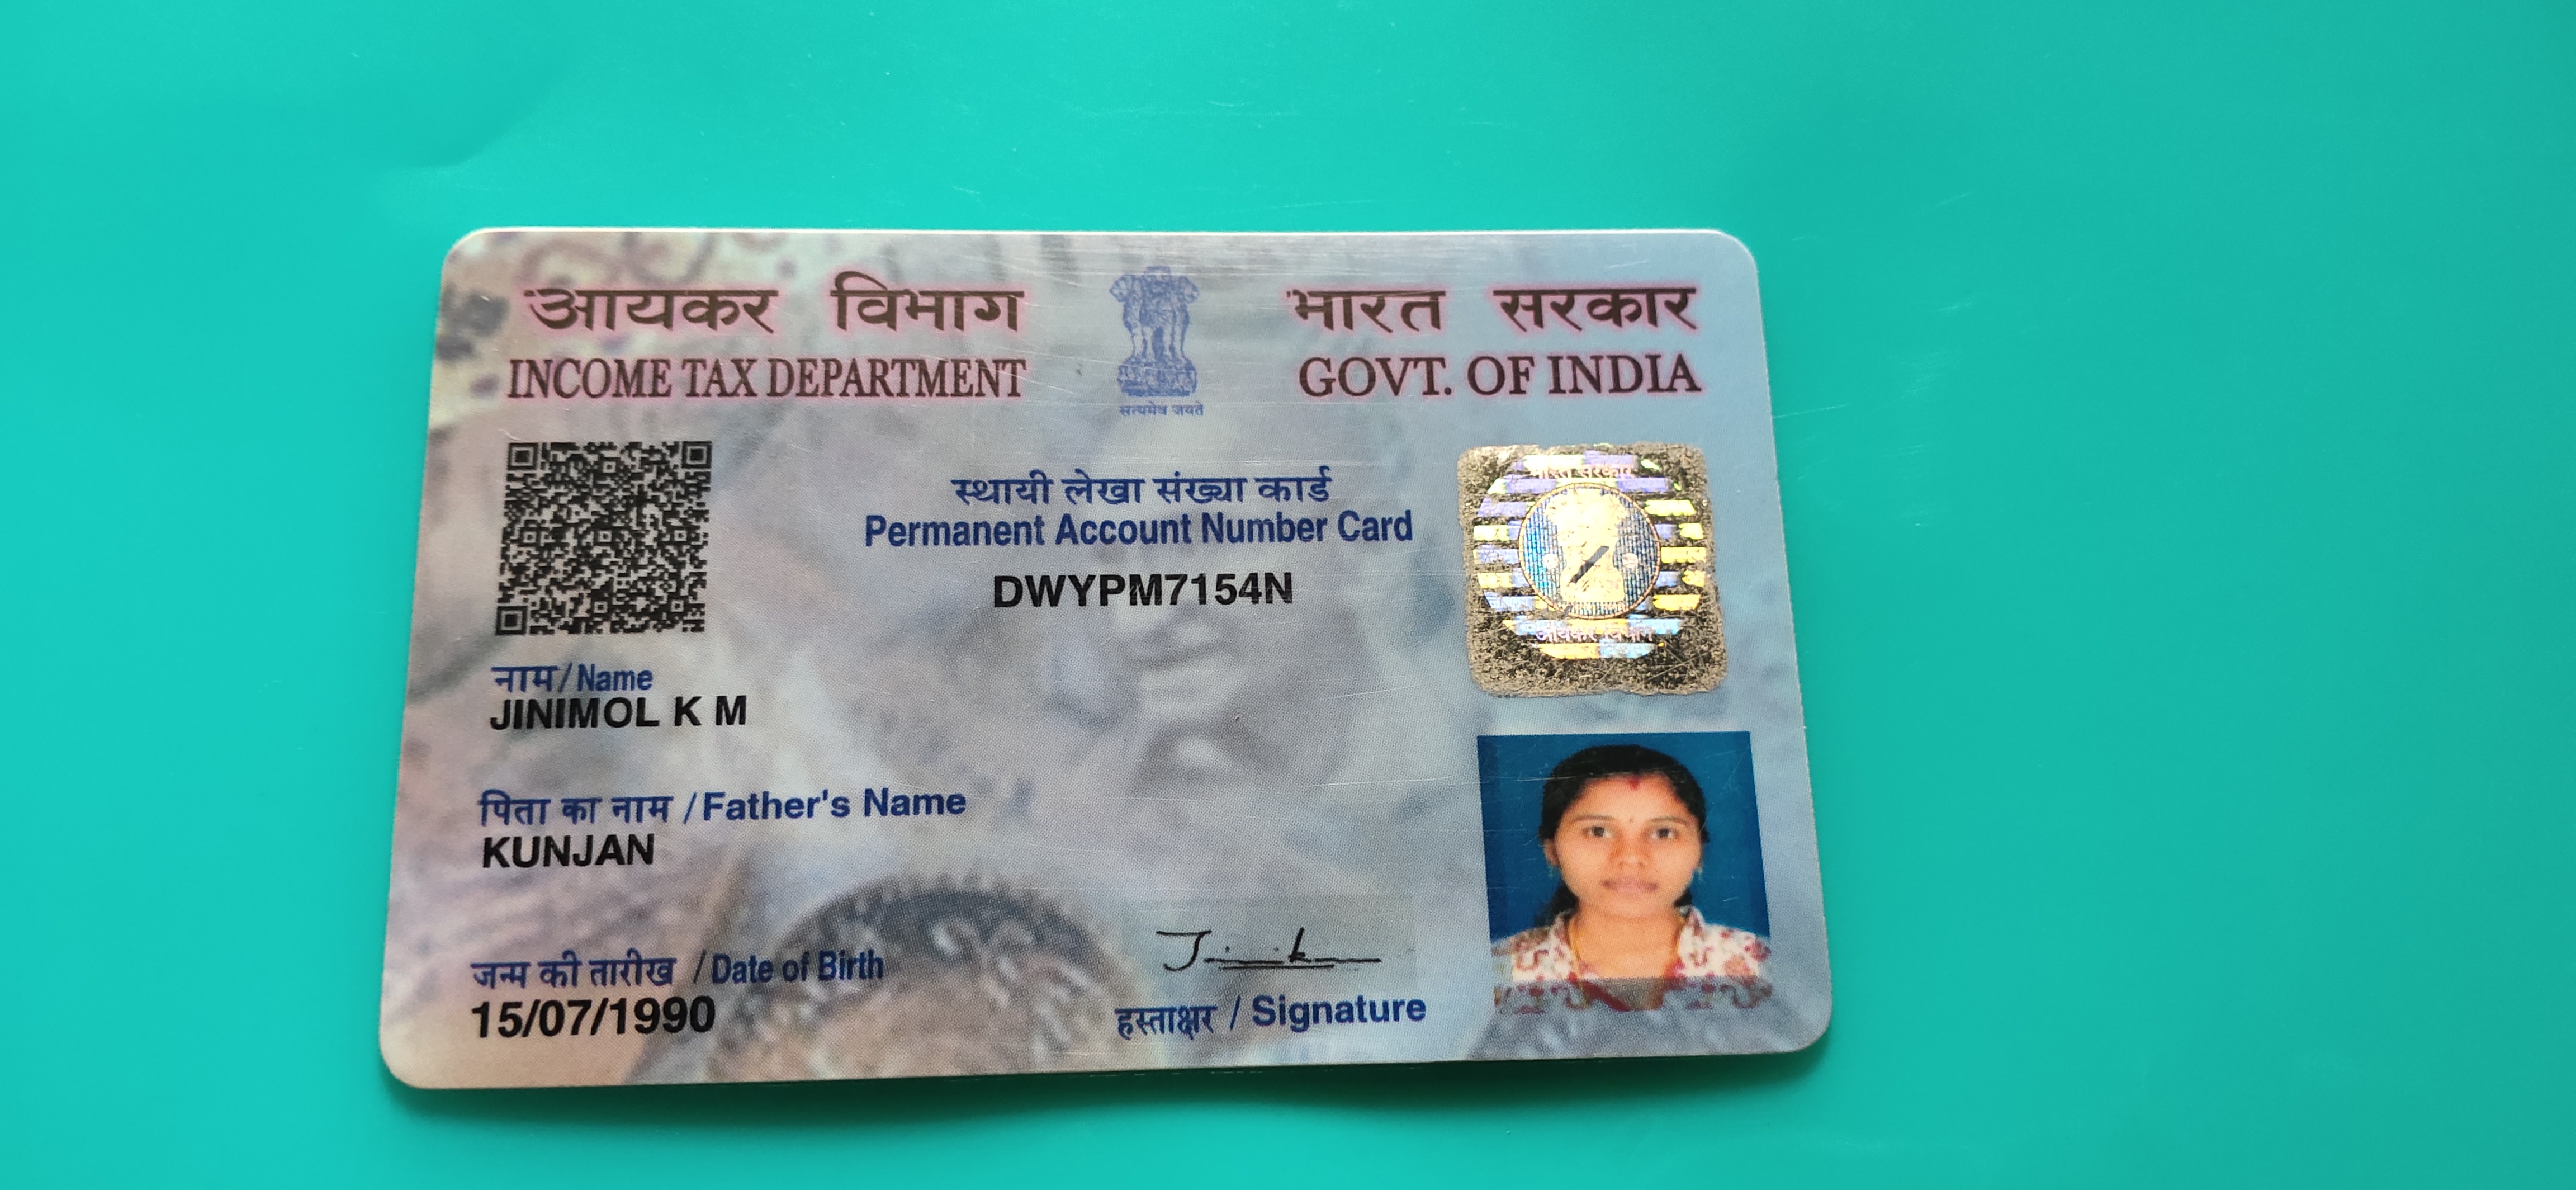 आयकर विभाग
INCOME TAX DEPARTMENT
सत्यमेव जयते
भारत सरकार
GOVT. OF INDIA
स्थायी लेखा संख्या कार्ड
Permanent Account Number Card
DWYPM7154N
भारत सरकार
आयकर विभाग
नाम / Name
JINIMOL K M
पिता का नाम / Father's Name
KUNJAN
जन्म की तारीख / Date of Birth
15/07/1990
हस्ताक्षर / Signature